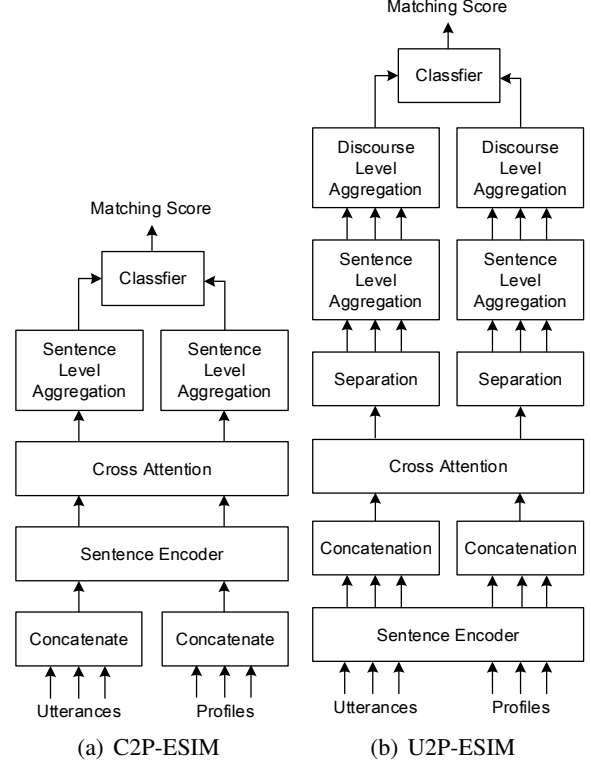 Matching Score
Classfier
Sentence
Level
Aggregation
Sentence
Level
Aggregation
Cross Attention
Sentence Encoder
Concatenate
Concatenate
Utterances
Profiles
(a) C2P-ESIM
Matching Score
Classfier
Discourse
Level
Aggregation
Discourse
Level
Aggregation
Sentence
Level
Aggregation
Sentence
Level
Aggregation
Separation
Separation
Cross Attention
Concatenation
Concatenation
Sentence Encoder
Utterances
Profiles
(b) U2P-ESIM